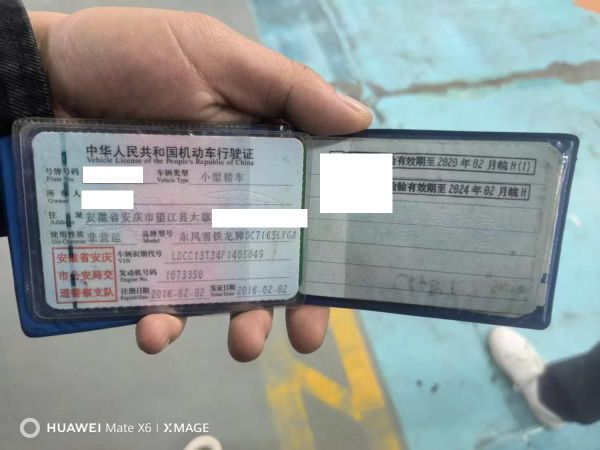 中华人民共和国机动车行驶证
Vehicle License of the People's Republic of China
号牌号码
Plate No.
车辆类型 小型轿车
Vehicle Type
所有人
Owner
住址 安徽省安庆市望江县太慈
Address
使用性质 非营运 品牌型号 东风雪铁龙牌DC7165LYGA
Use Character Model
安徽省安庆
市公安局交
通警察支队
车辆识别代号 LDCC13T34F1485049
VIN
发动机号码 1073350
Engine No.
注册日期 2016-02-02 发证日期 2016-02-02
Register Date Issue Date
检验有效期至 2020年02月皖H(1)
检验有效期至 2024年02月皖H
HUAWEI Mate X6 | XMAGE